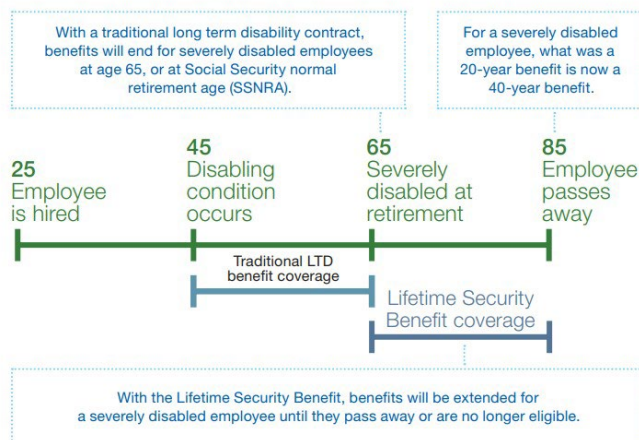 With a traditional long term disability contract,
benefits will end for severely disabled employees
at age 65, or at Social Security normal
retirement age (SSNRA).
For a severely disabled
employee, what was a
20-year benefit is now a
40-year benefit.
25
Employee
is hired
45
Disabling
condition
occurs
65
Severely
disabled at
retirement
85
Employee
passes
away
Traditional LTD
benefit coverage
Lifetime Security
Benefit coverage
With the Lifetime Security Benefit, benefits will be extended for
a severely disabled employee until they pass away or are no longer eligible.